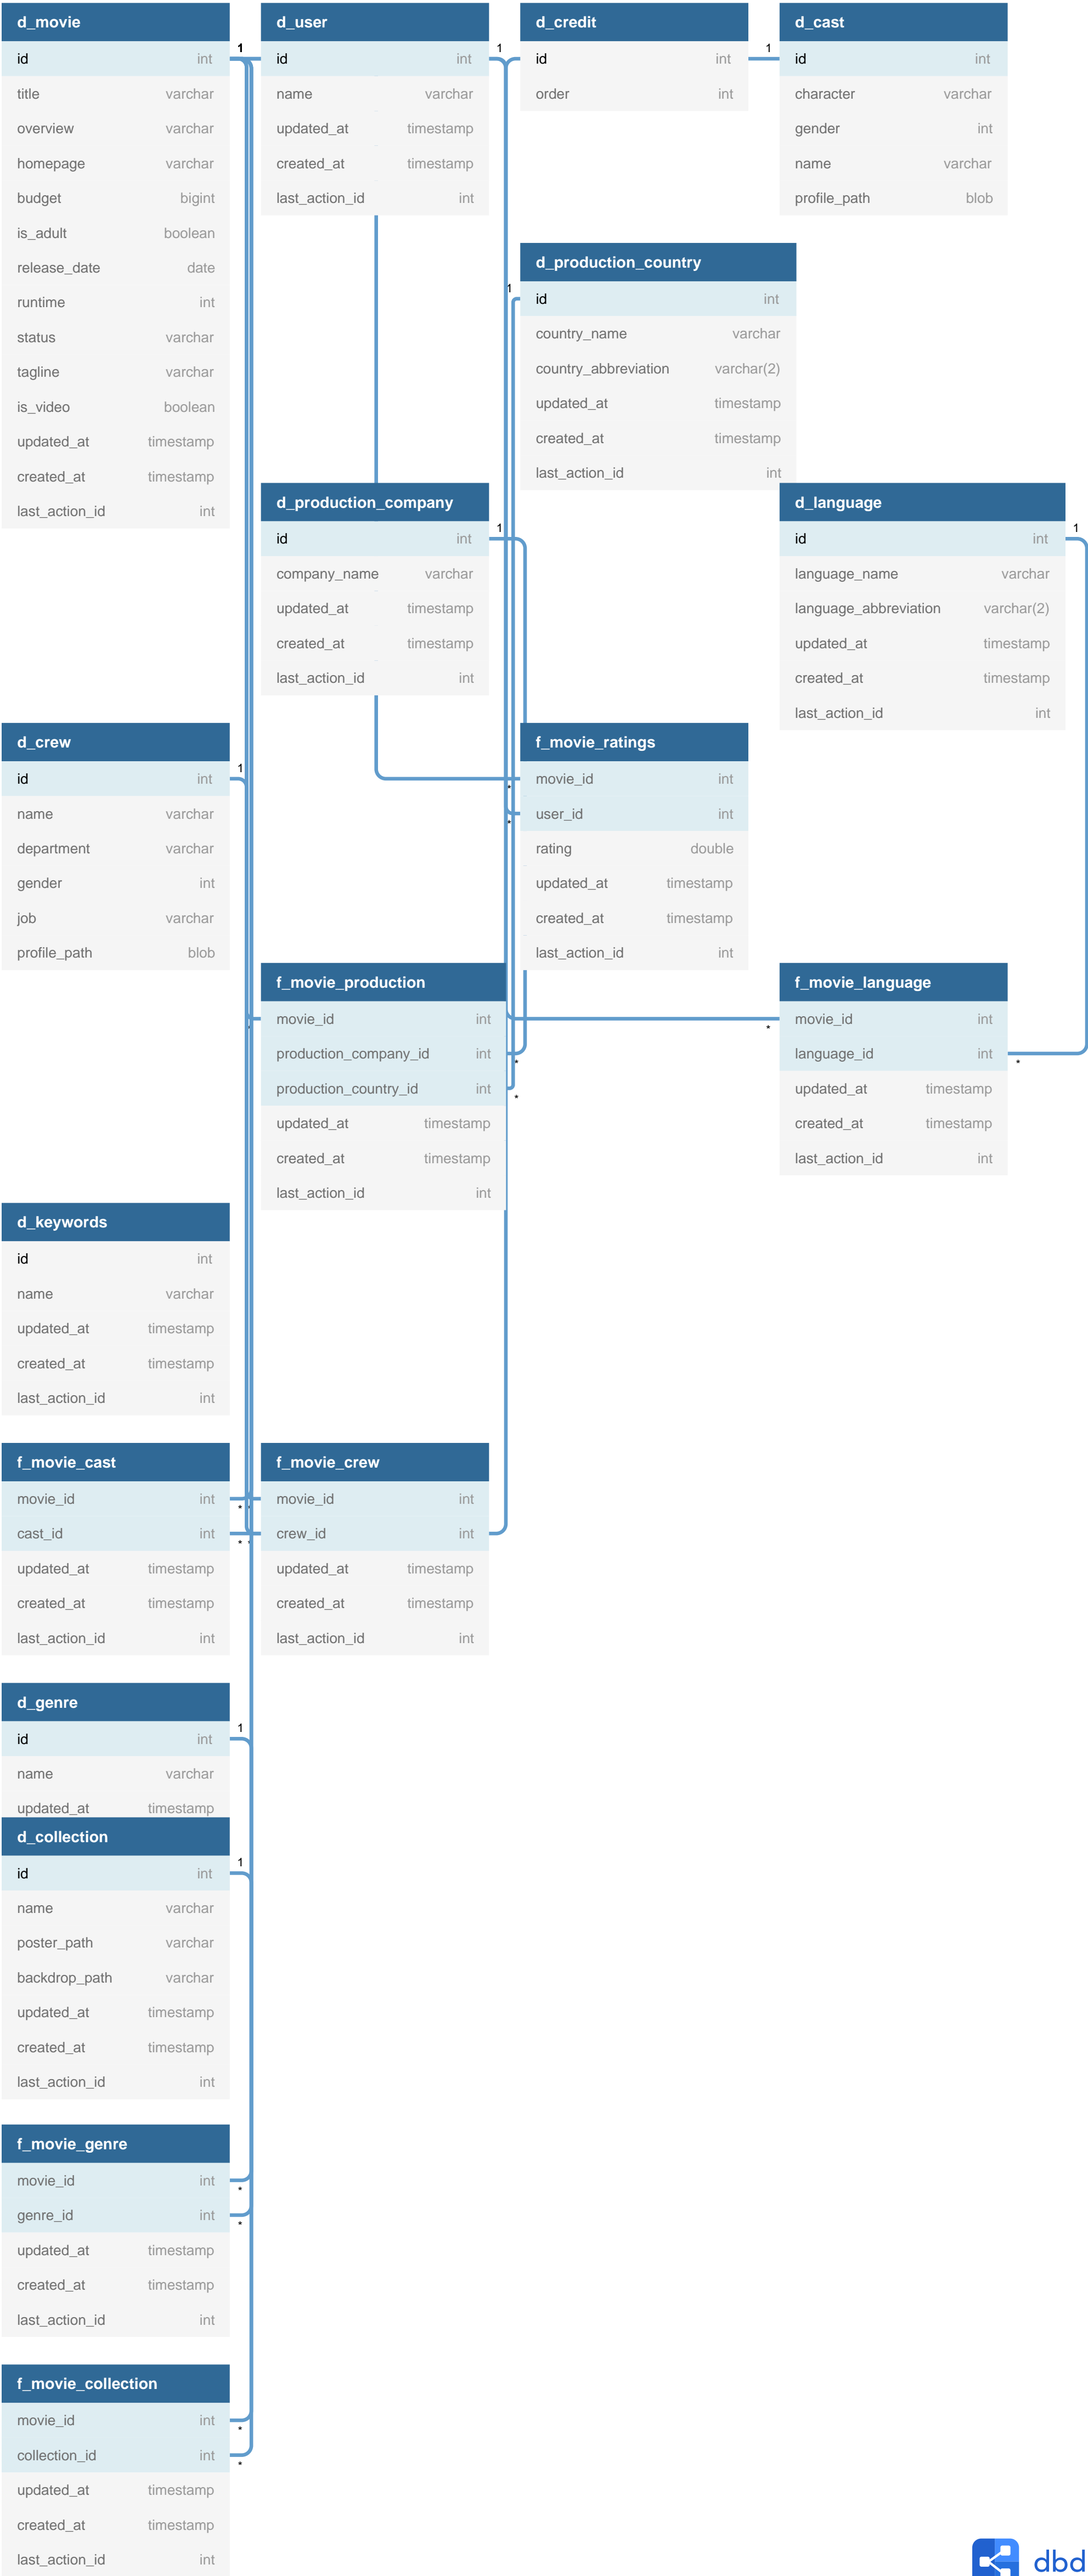 d_movie
id int
title varchar
overview varchar
homepage varchar
budget bigint
is_adult boolean
release_date date
runtime int
status varchar
tagline varchar
is_video boolean
updated_at timestamp
created_at timestamp
last_action_id int
1
d_user
id int
name varchar
updated_at timestamp
created_at timestamp
last_action_id int
1
d_credit
id int
order int
1
d_cast
id int
character varchar
gender int
name varchar
profile_path blob
d_production_country
1
id int
country_name varchar
country_abbreviation varchar(2)
updated_at timestamp
created_at timestamp
last_action_id int
d_production_company
id int
1
company_name varchar
updated_at timestamp
created_at timestamp
last_action_id int
d_language
id int
1
language_name varchar
language_abbreviation varchar(2)
updated_at timestamp
created_at timestamp
last_action_id int
d_crew
id int
1
name varchar
department varchar
gender int
job varchar
profile_path blob
f_movie_ratings
movie_id int
*
user_id int
*
rating double
updated_at timestamp
created_at timestamp
last_action_id int
f_movie_production
movie_id int
*
production_company_id int
*
production_country_id int
*
updated_at timestamp
created_at timestamp
last_action_id int
f_movie_language
movie_id int
*
language_id int
*
updated_at timestamp
created_at timestamp
last_action_id int
d_keywords
id int
name varchar
updated_at timestamp
created_at timestamp
last_action_id int
f_movie_cast
movie_id int
* *
cast_id int
* *
updated_at timestamp
created_at timestamp
last_action_id int
f_movie_crew
movie_id int
crew_id int
updated_at timestamp
created_at timestamp
last_action_id int
d_genre
id int
1
name varchar
updated_at timestamp
d_collection
id int
1
name varchar
poster_path varchar
backdrop_path varchar
updated_at timestamp
created_at timestamp
last_action_id int
f_movie_genre
movie_id int
*
genre_id int
*
updated_at timestamp
created_at timestamp
last_action_id int
f_movie_collection
movie_id int
*
collection_id int
*
updated_at timestamp
created_at timestamp
last_action_id int
dbd